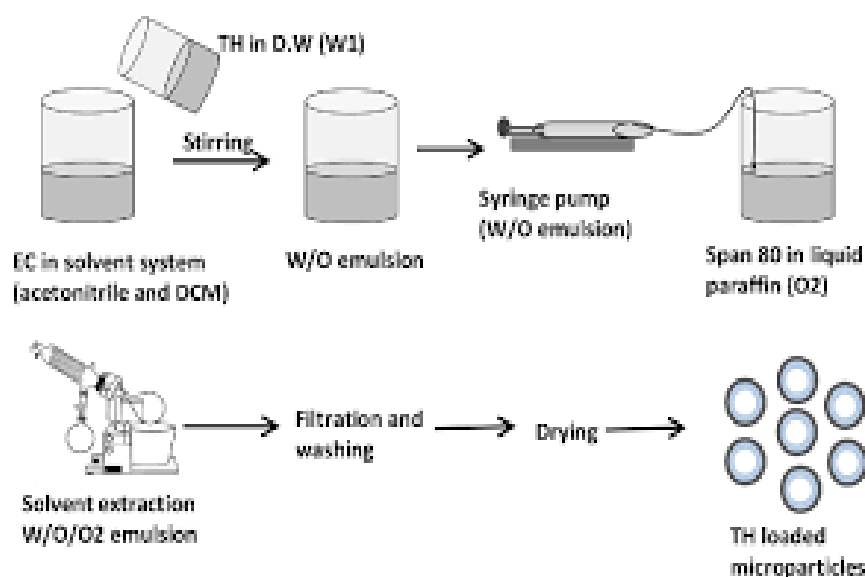 TH in D.W (W1)
Stirring
EC in solvent system
(acetonitrile and DCM)
W/O emulsion
Syringe pump
(W/O emulsion)
Span 80 in liquid
paraffin (O2)
Solvent extraction
W/O/O2 emulsion
Filtration and
washing
Drying
TH loaded
microparticles